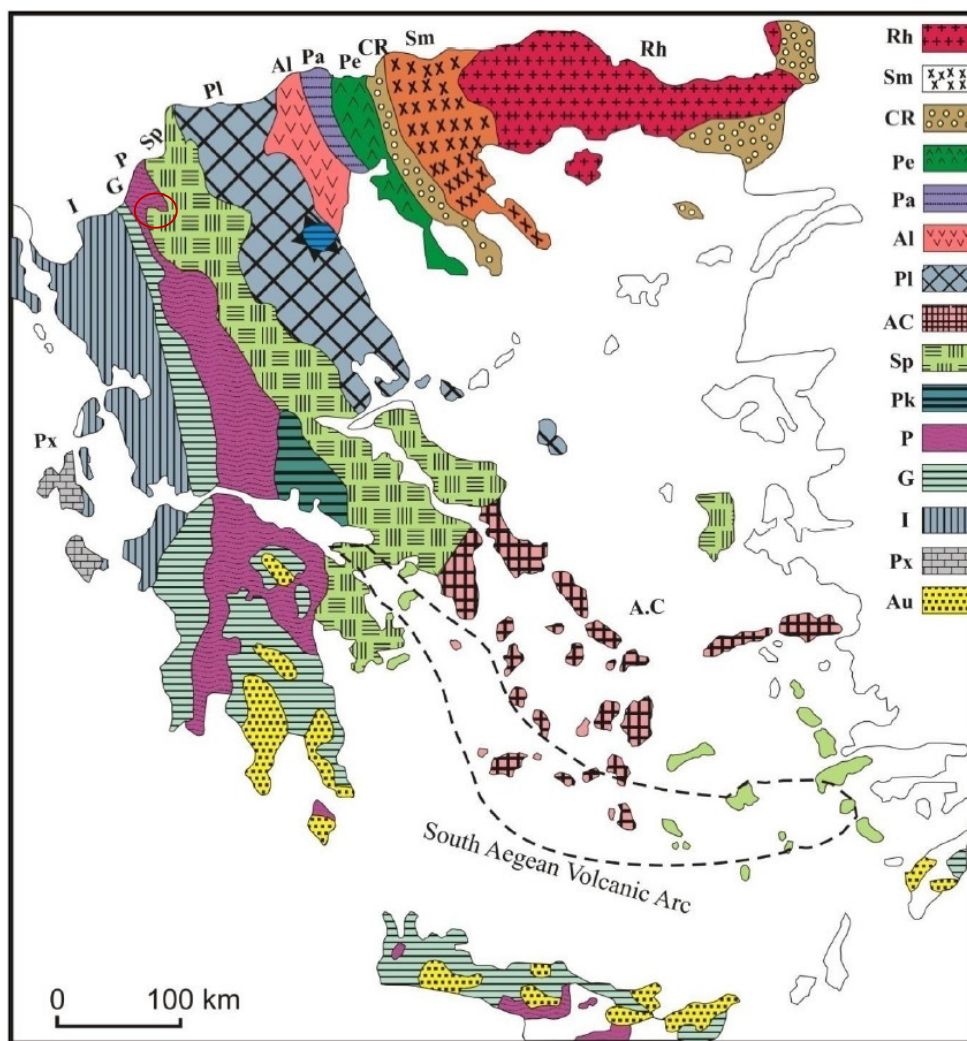 Sm
Rh
CR
Pe
Pa
Al
Pl
Sp
P
G
I
Px
A.C
South Aegean Volcanic Arc
0 100 km
Rh
Sm
CR
Pe
Pa
Al
Pl
AC
Sp
Pk
P
G
I
Px
Au